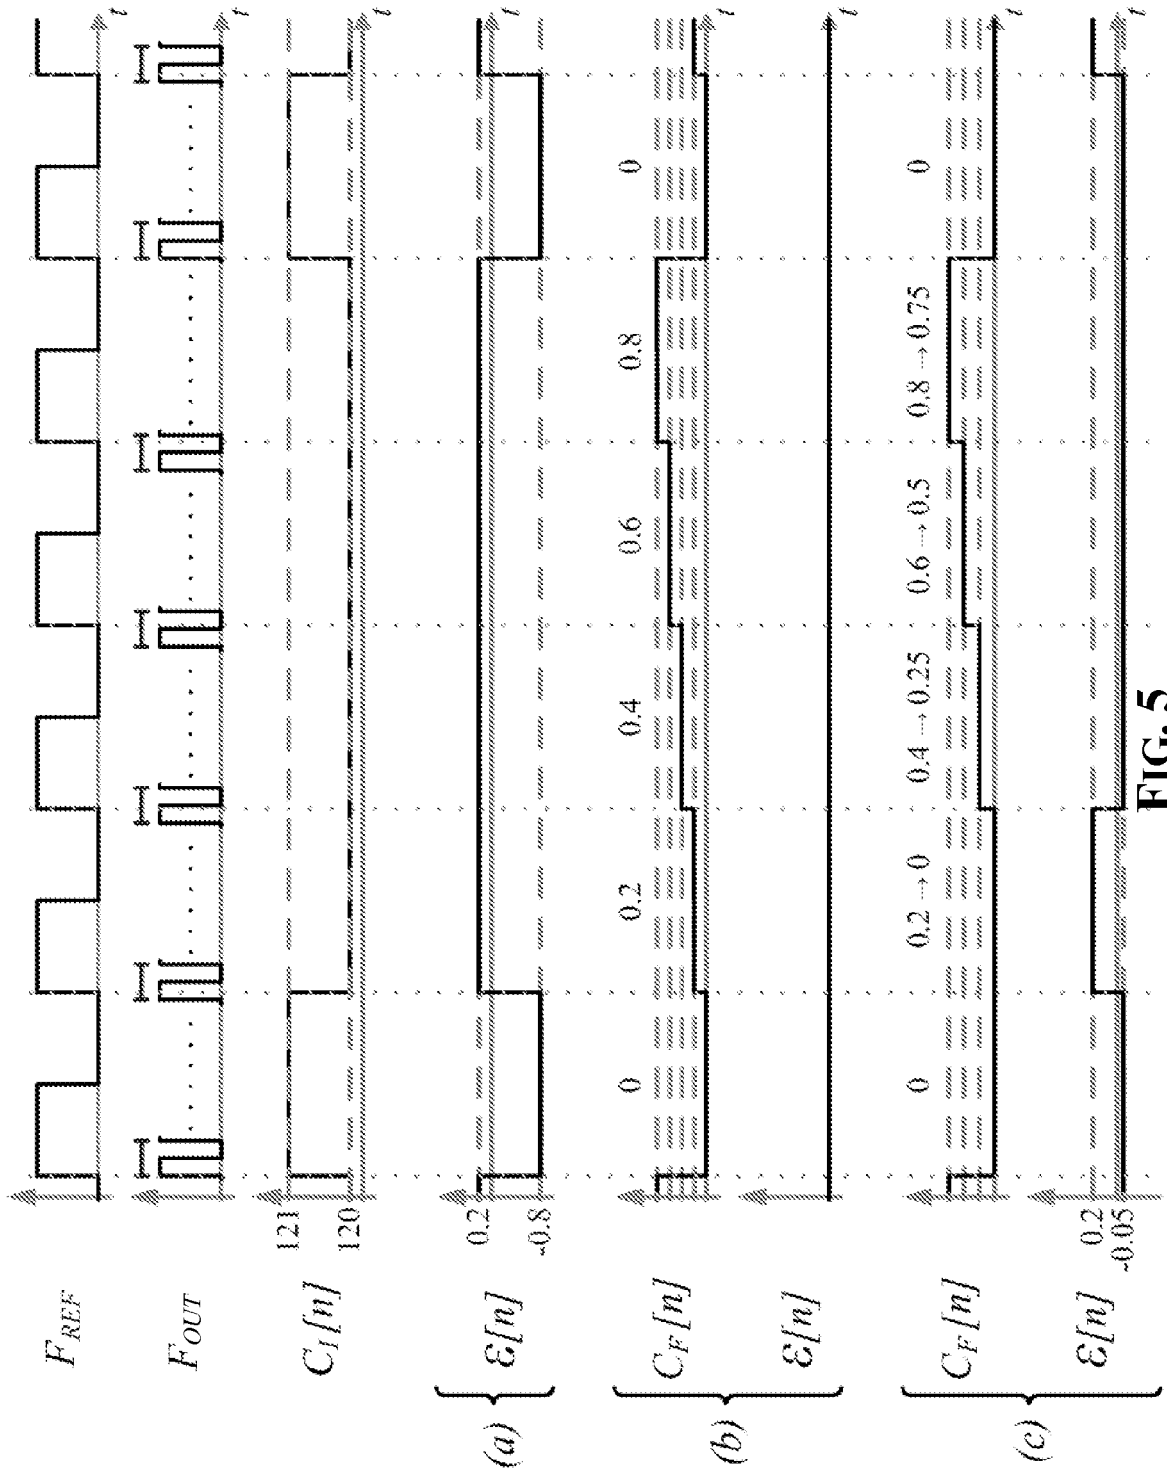 F_REF
t
F_OUT
t
C_I[n]
121
120
t
(a)
ε[n]
0.2
-0.8
t
(b)
C_F[n]
0
0.2
0.4
0.6
0.8
0
t
ε[n]
t
(c)
C_F[n]
0
0.2→0
0.4→0.25
0.6→0.5
0.8→0.75
0
t
ε[n]
0.2
-0.05
t
FIG. 5